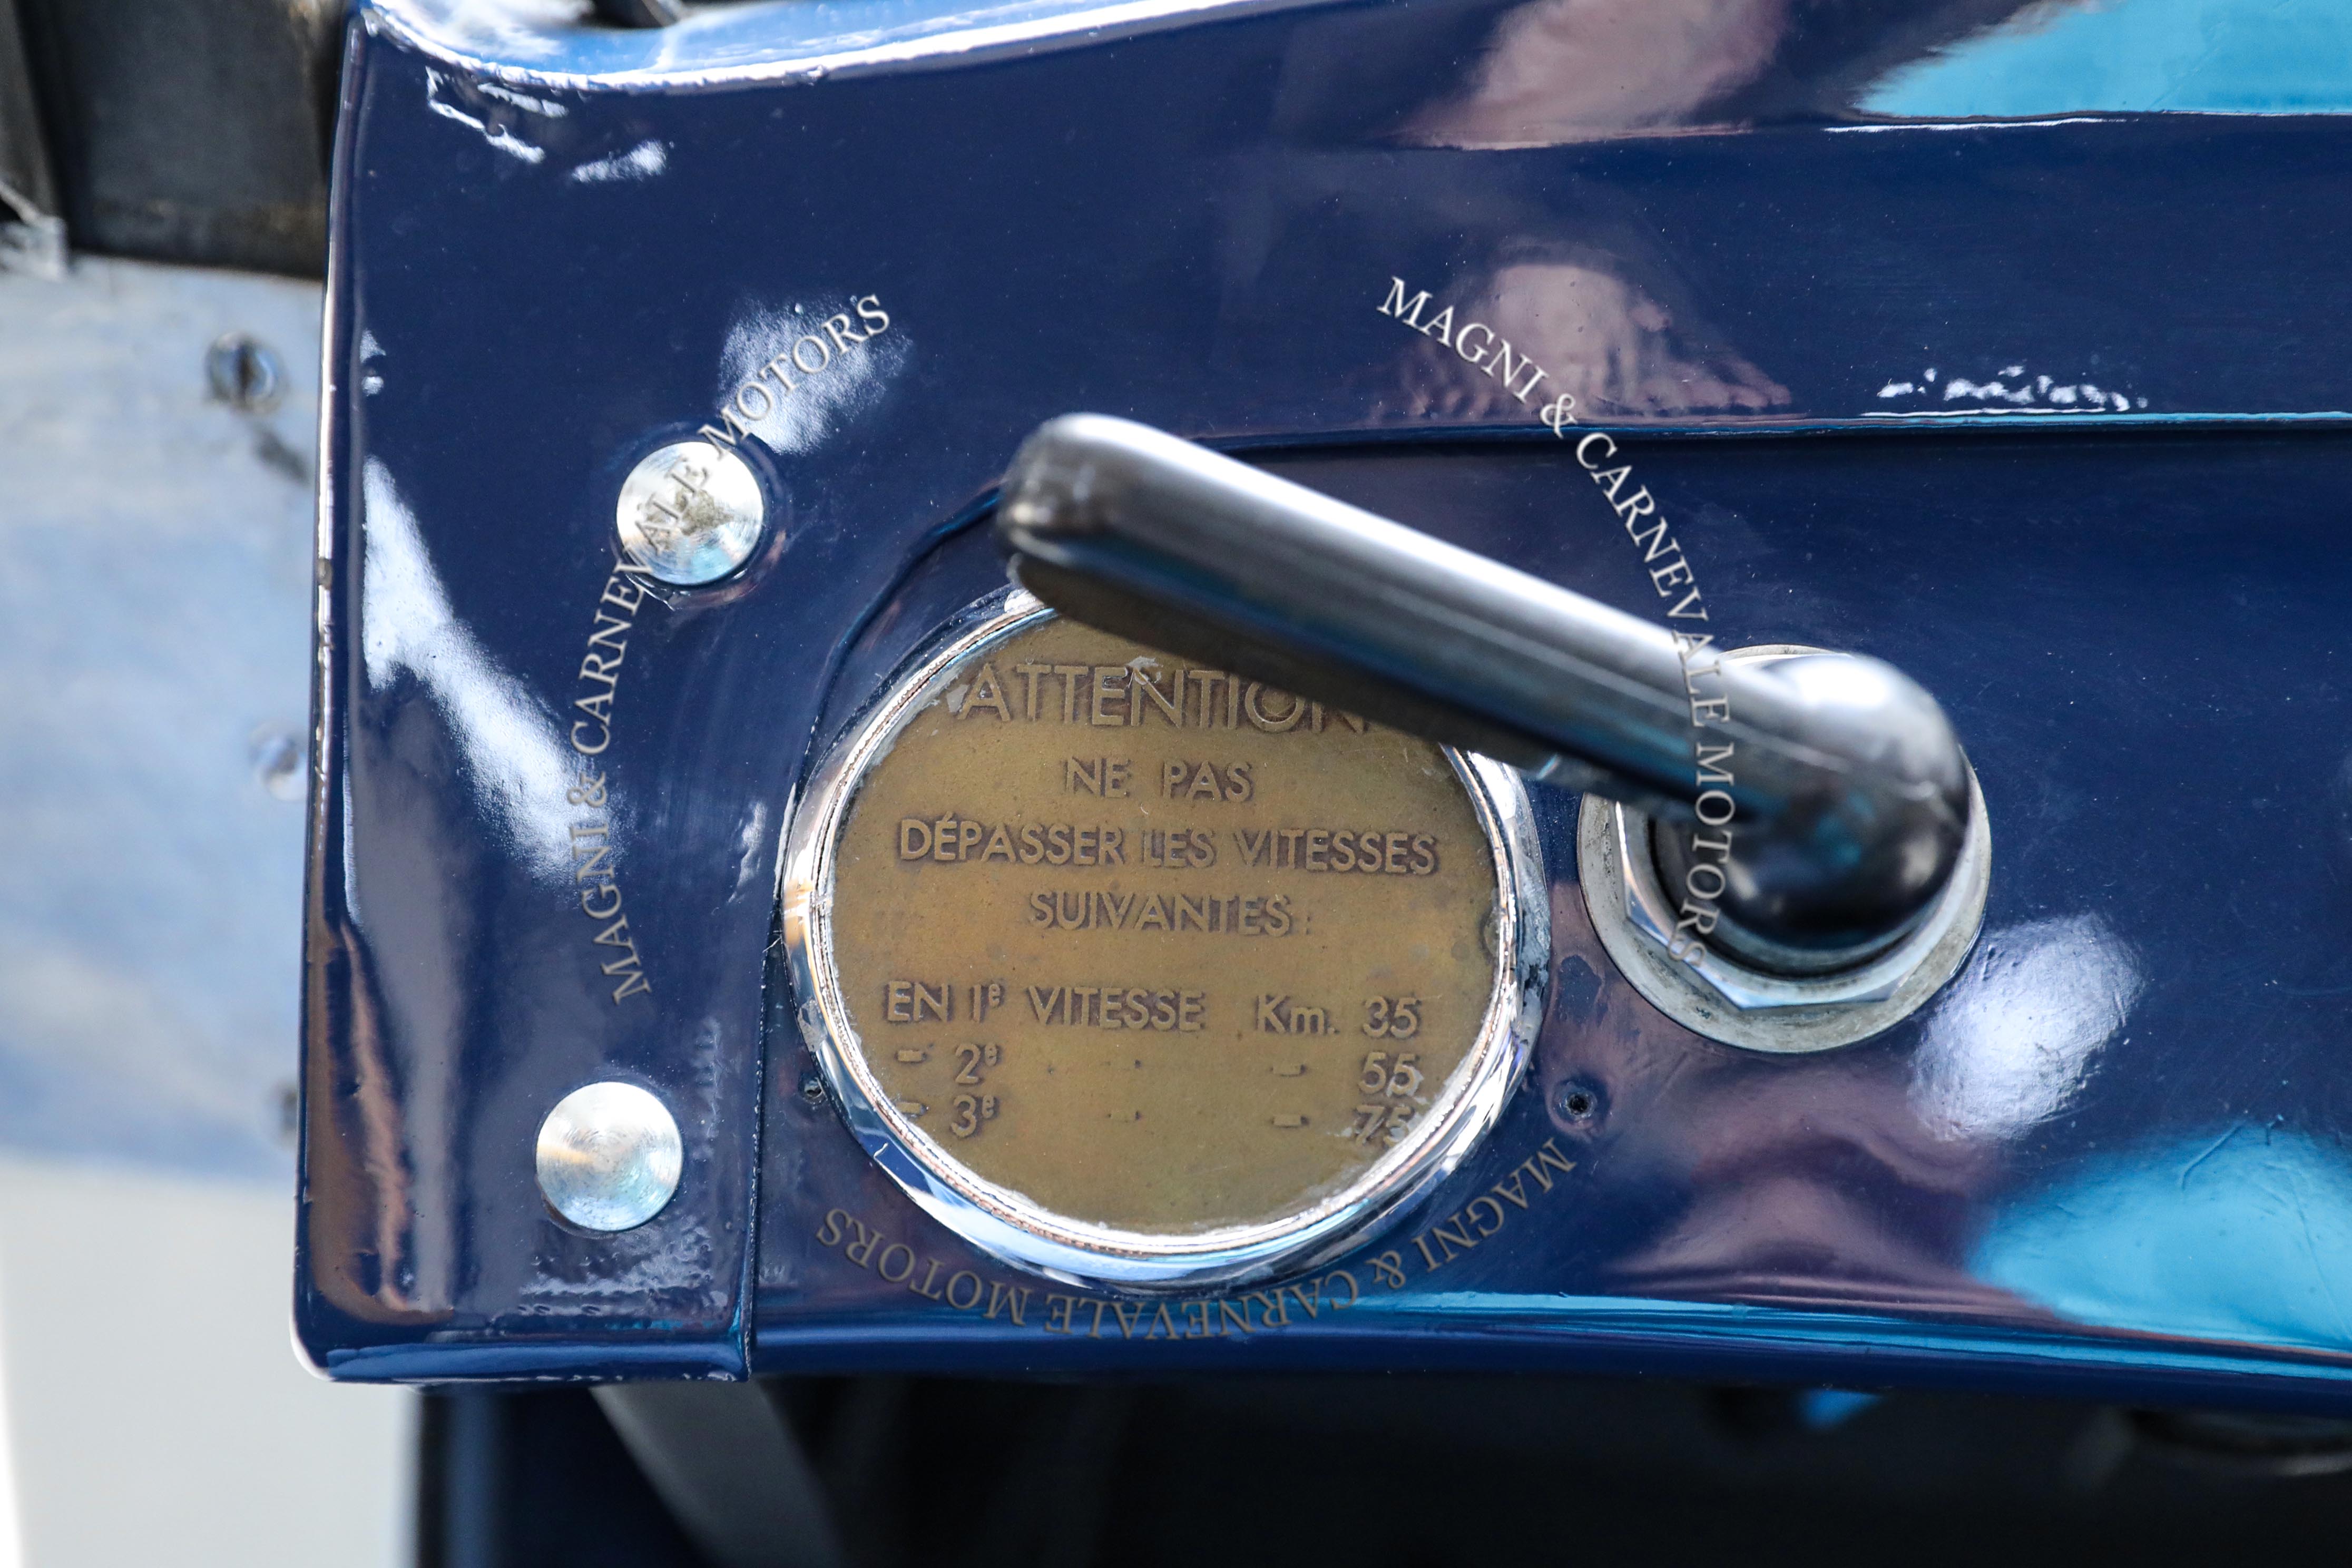 MAGNI & CARNEVALE MOTORS
MAGNI & CARNEVALE MOTORS
ATTENTION
NE PAS
DÉPASSER LES VITESSES
SUIVANTES:
EN 1e VITESSE Km. 35
- 2e - - 55
- 3e - - 75
MAGNI & CARNEVALE MOTORS